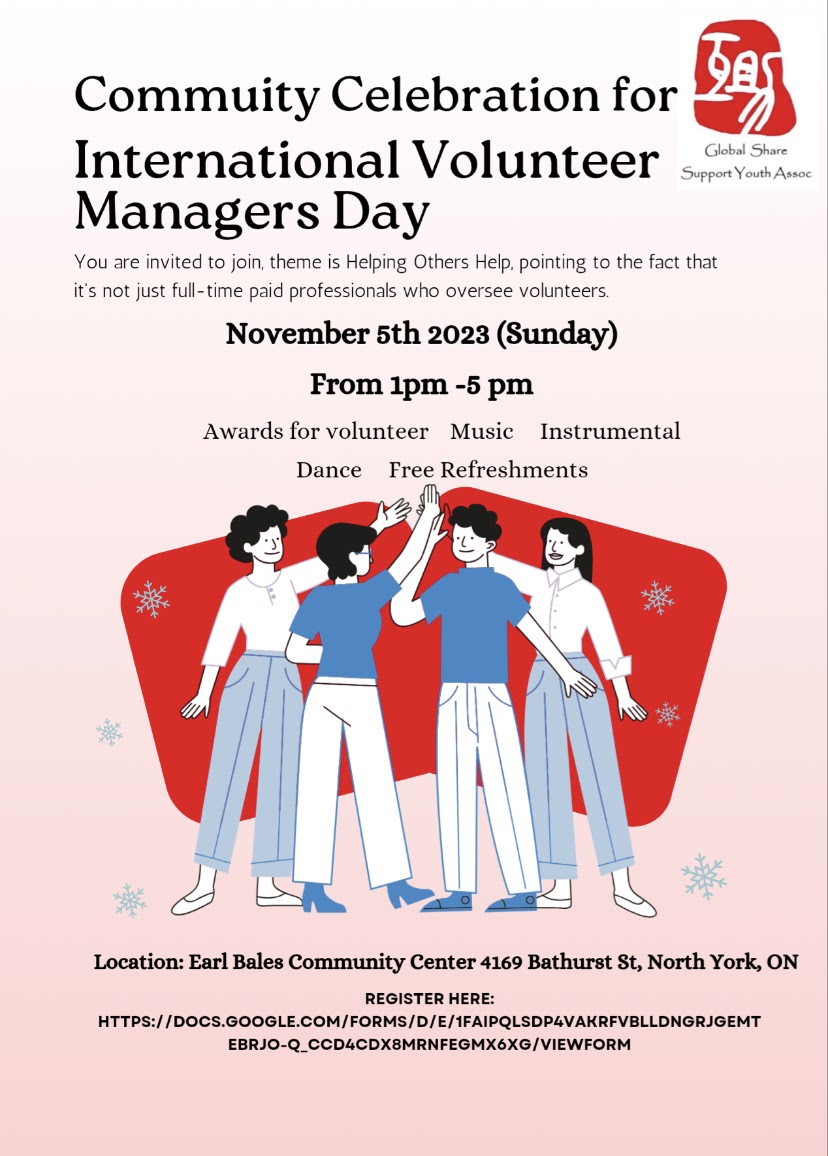 Commuity Celebration for
International Volunteer
Managers Day
Global Share
Support Youth Assoc
You are invited to join, theme is Helping Others Help, pointing to the fact that
it's not just full-time paid professionals who oversee volunteers.
November 5th 2023 (Sunday)
From 1pm -5 pm
Awards for volunteer Music Instrumental
Dance Free Refreshments
Location: Earl Bales Community Center 4169 Bathurst St, North York, ON
REGISTER HERE:
HTTPS://DOCS.GOOGLE.COM/FORMS/D/E/1FAIPQLSDP4VAKRFVBLLDNGRJGEMT
EBRJO-Q_CCD4CDX8MRNFEGMX6XG/VIEWFORM